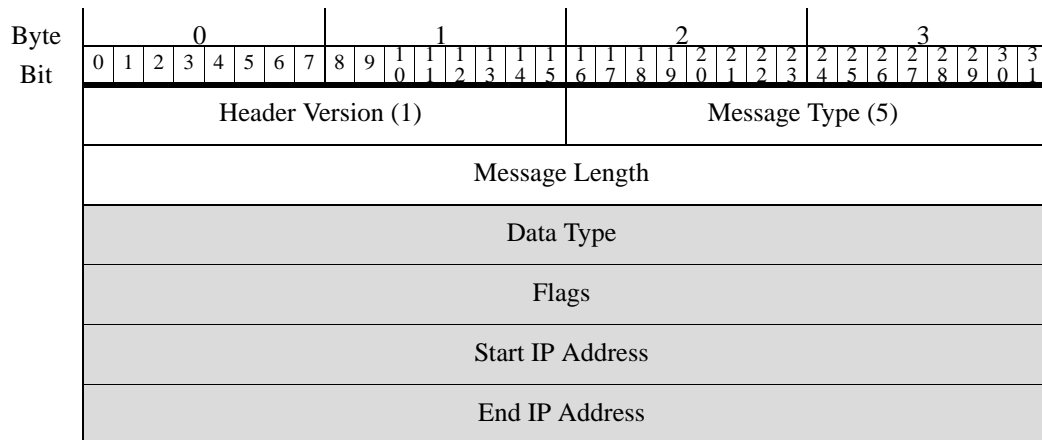 Byte 0 1 2 3
Bit 0 1 2 3 4 5 6 7 8 9 10 11 12 13 14 15 16 17 18 19 20 21 22 23 24 25 26 27 28 29 30 31
Header Version (1) Message Type (5)
Message Length
Data Type
Flags
Start IP Address
End IP Address